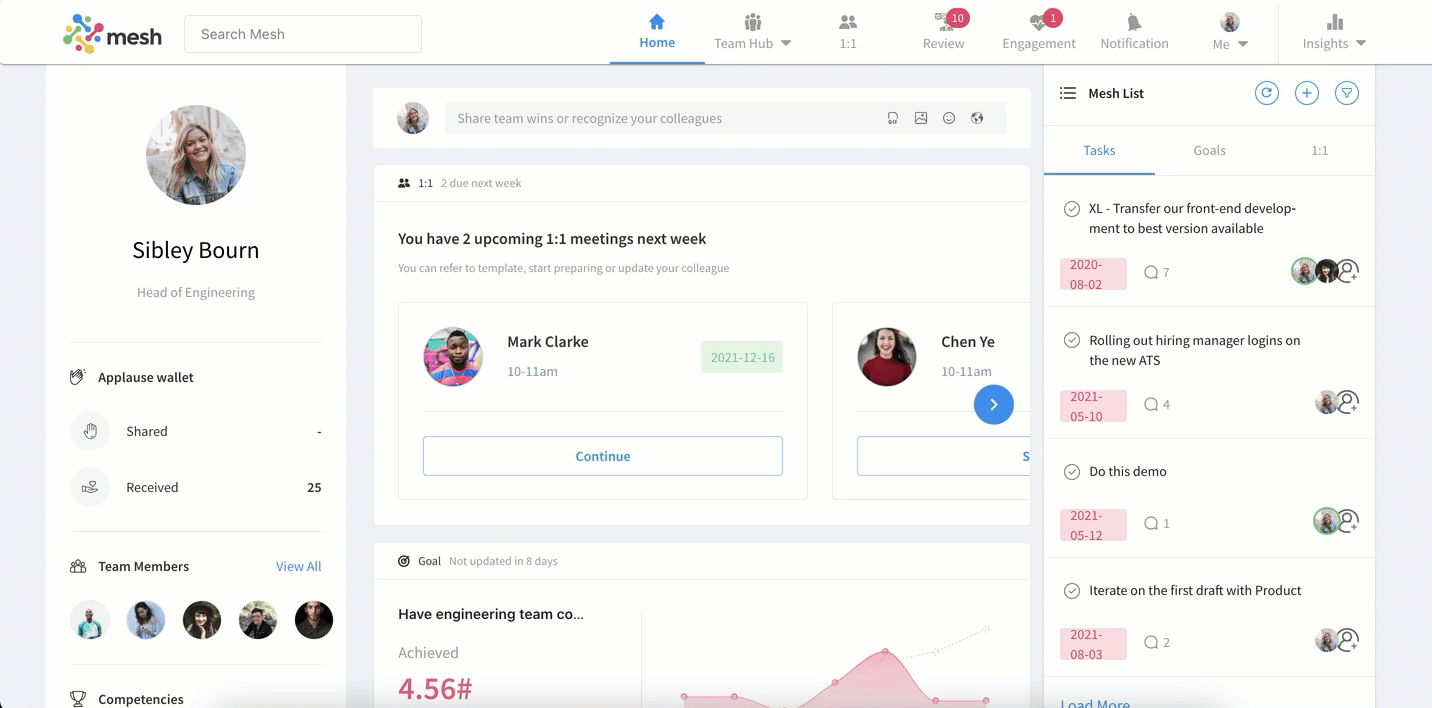 mesh
Search Mesh
Home
Team Hub
1:1
10
Review
1
Engagement
Notification
Me
Insights
Sibley Bourn
Head of Engineering
Applause wallet
Shared
-
Received
25
Team Members
View All
Competencies
Share team wins or recognize your colleagues
GIF
1:1 2 due next week
You have 2 upcoming 1:1 meetings next week
You can refer to template, start preparing or update your colleague
Mark Clarke
10-11am
2021-12-16
Continue
Chen Ye
10-11am
S
Goal Not updated in 8 days
Have engineering team co...
Achieved
4.56#
Mesh List
Tasks
Goals
1:1
XL - Transfer our front-end develop-
ment to best version available
2020-
08-02
7
Rolling out hiring manager logins on
the new ATS
2021-
05-10
4
Do this demo
2021-
05-12
1
Iterate on the first draft with Product
2021-
08-03
2
Load More